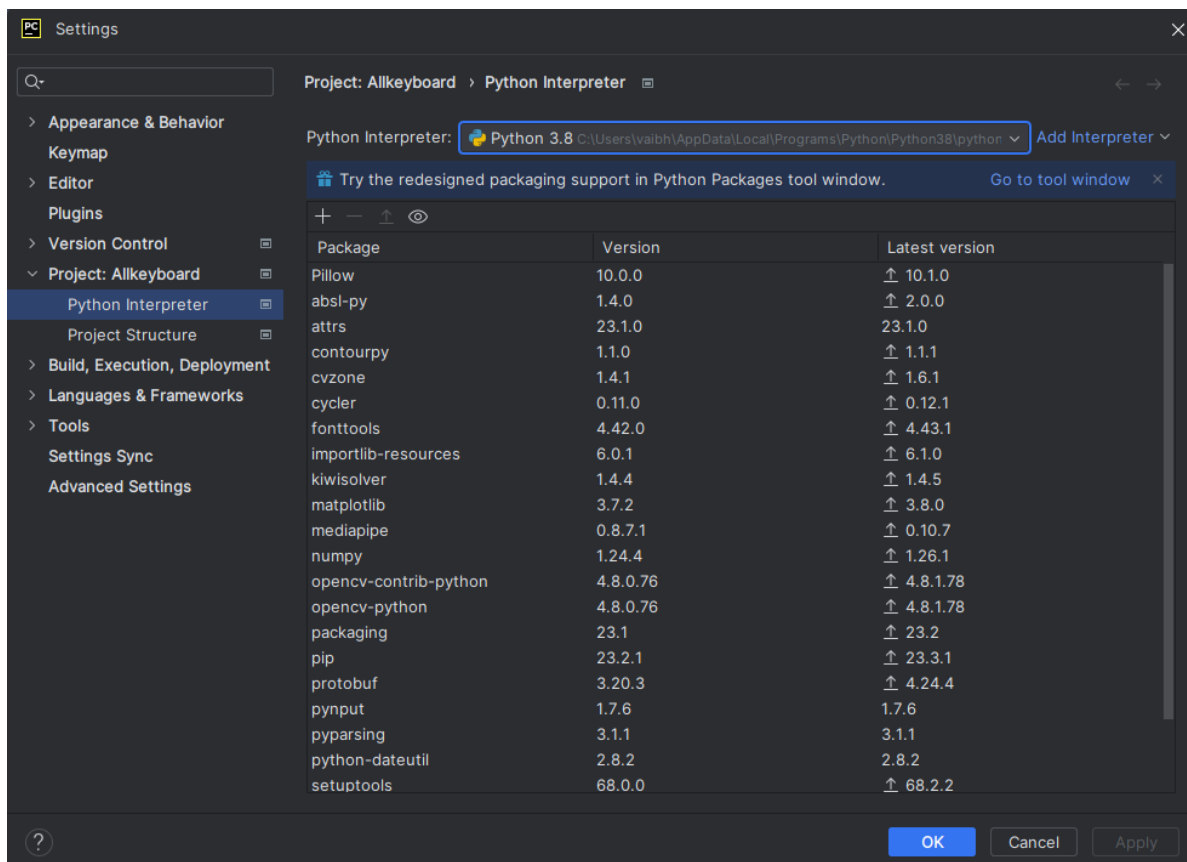 PC Settings
Project: Allkeyboard › Python Interpreter
Appearance & Behavior
Keymap
Editor
Plugins
Version Control
Project: Allkeyboard
Python Interpreter
Project Structure
Build, Execution, Deployment
Languages & Frameworks
Tools
Settings Sync
Advanced Settings
Python Interpreter: Python 3.8 C:\Users\vaibh\AppData\Local\Programs\Python\Python38\python Add Interpreter
Try the redesigned packaging support in Python Packages tool window. Go to tool window
Package Version Latest version
Pillow 10.0.0 10.1.0
absl-py 1.4.0 2.0.0
attrs 23.1.0 23.1.0
contourpy 1.1.0 1.1.1
cvzone 1.4.1 1.6.1
cycler 0.11.0 0.12.1
fonttools 4.42.0 4.43.1
importlib-resources 6.0.1 6.1.0
kiwisolver 1.4.4 1.4.5
matplotlib 3.7.2 3.8.0
mediapipe 0.8.7.1 0.10.7
numpy 1.24.4 1.26.1
opencv-contrib-python 4.8.0.76 4.8.1.78
opencv-python 4.8.0.76 4.8.1.78
packaging 23.1 23.2
pip 23.2.1 23.3.1
protobuf 3.20.3 4.24.4
pynput 1.7.6 1.7.6
pyparsing 3.1.1 3.1.1
python-dateutil 2.8.2 2.8.2
setuptools 68.0.0 68.2.2
? OK Cancel Apply